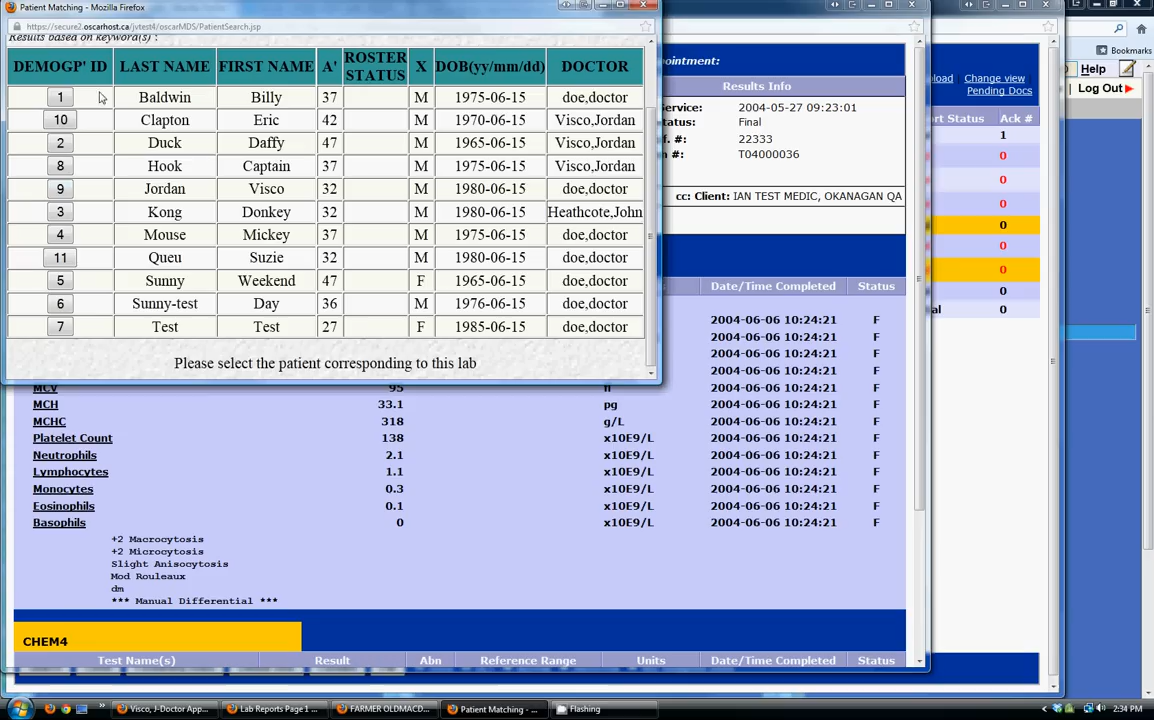 Patient Matching - Mozilla Firefox
https://secure2.oscarhost.ca/jvtest4/oscarMDS/PatientSearch.jsp
Results based on keyword(s) :
DEMOGP' ID LAST NAME FIRST NAME A' ROSTER STATUS X DOB(yy/mm/dd) DOCTOR
1 Baldwin Billy 37 M 1975-06-15 doe,doctor
10 Clapton Eric 42 M 1970-06-15 Visco,Jordan
2 Duck Daffy 47 M 1965-06-15 Visco,Jordan
8 Hook Captain 37 M 1975-06-15 Visco,Jordan
9 Jordan Visco 32 M 1980-06-15 doe,doctor
3 Kong Donkey 32 M 1980-06-15 Heathcote,John
4 Mouse Mickey 37 M 1975-06-15 doe,doctor
11 Queu Suzie 32 M 1980-06-15 doe,doctor
5 Sunny Weekend 47 F 1965-06-15 doe,doctor
6 Sunny-test Day 36 M 1976-06-15 doe,doctor
7 Test Test 27 F 1985-06-15 doe,doctor
Please select the patient corresponding to this lab
ppointment:
Results Info
Service: 2004-05-27 09:23:01
tatus: Final
f. #: 22333
n #: T04000036
cc: Client: IAN TEST MEDIC, OKANAGAN QA
Date/Time Completed Status
2004-06-06 10:24:21 F
2004-06-06 10:24:21 F
2004-06-06 10:24:21 F
2004-06-06 10:24:21 F
MCV 95 fl 2004-06-06 10:24:21 F
MCH 33.1 pg 2004-06-06 10:24:21 F
MCHC 318 g/L 2004-06-06 10:24:21 F
Platelet Count 138 x10E9/L 2004-06-06 10:24:21 F
Neutrophils 2.1 x10E9/L 2004-06-06 10:24:21 F
Lymphocytes 1.1 x10E9/L 2004-06-06 10:24:21 F
Monocytes 0.3 x10E9/L 2004-06-06 10:24:21 F
Eosinophils 0.1 x10E9/L 2004-06-06 10:24:21 F
Basophils 0 x10E9/L 2004-06-06 10:24:21 F
+2 Macrocytosis
+2 Microcytosis
Slight Anisocytosis
Mod Rouleaux
dm
*** Manual Differential ***
CHEM4
Test Name(s) Result Abn Reference Range Units Date/Time Completed Status
Bookmarks
Help
Log Out
pload Change view
Pending Docs
rt Status Ack #
1
0
0
0
0
0
0
0
al 0
Visco, J-Doctor App... Lab Reports Page 1 ... FARMER OLDMACD... Patient Matching - ... Flashing
2:34 PM